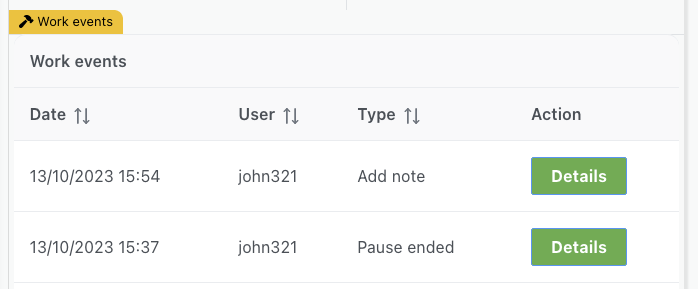 Work events
Work events
Date User Type Action
13/10/2023 15:54 john321 Add note Details
13/10/2023 15:37 john321 Pause ended Details